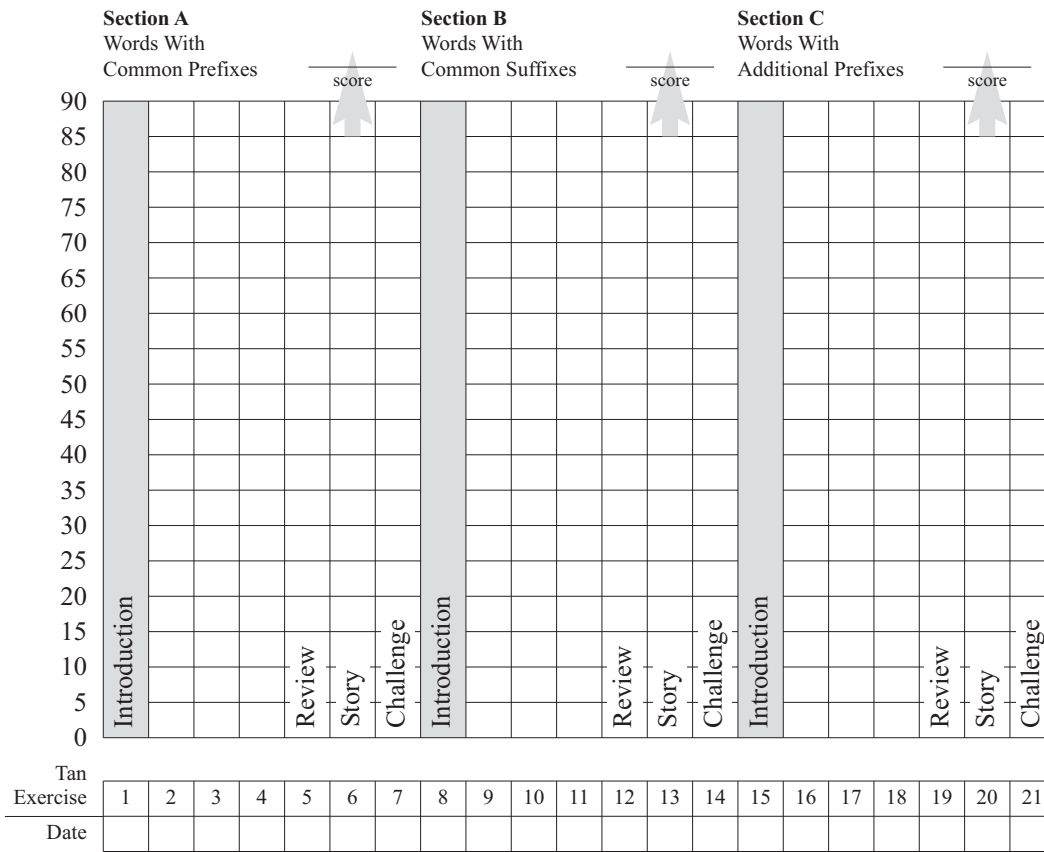 Section A
Words With
Common Prefixes
score
Section B
Words With
Common Suffixes
score
Section C
Words With
Additional Prefixes
score
90
85
80
75
70
65
60
55
50
45
40
35
30
25
20
15
10
5
0
Introduction
Review
Story
Challenge
Introduction
Review
Story
Challenge
Introduction
Review
Story
Challenge
Tan
Exercise 1 2 3 4 5 6 7 8 9 10 11 12 13 14 15 16 17 18 19 20 21
Date